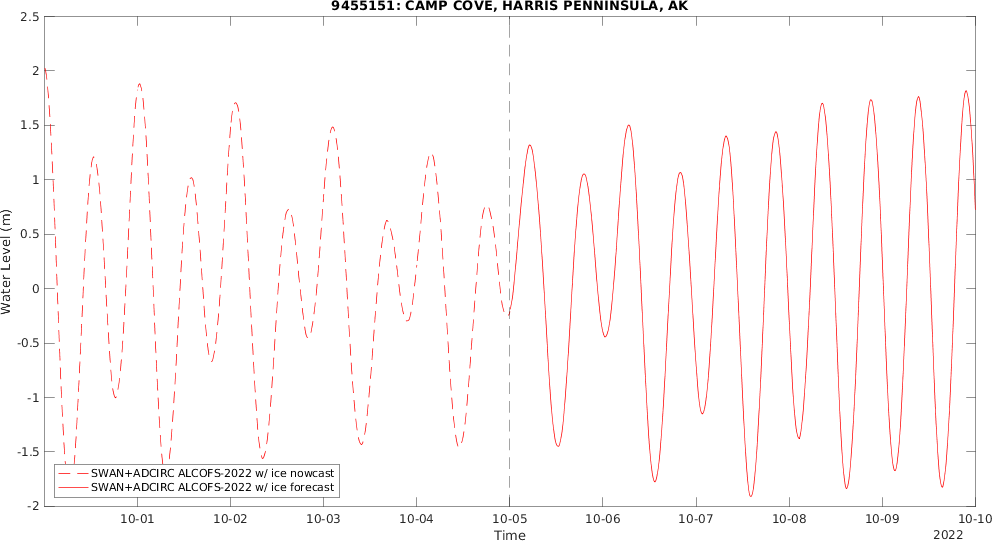 9455151: CAMP COVE, HARRIS PENNINSULA, AK
2.5
2
1.5
1
0.5
0
-0.5
-1
-1.5
-2
Water Level (m)
SWAN+ADCIRC ALCOFS-2022 w/ ice nowcast
SWAN+ADCIRC ALCOFS-2022 w/ ice forecast
10-01 10-02 10-03 10-04 10-05 10-06 10-07 10-08 10-09 10-10
Time
2022